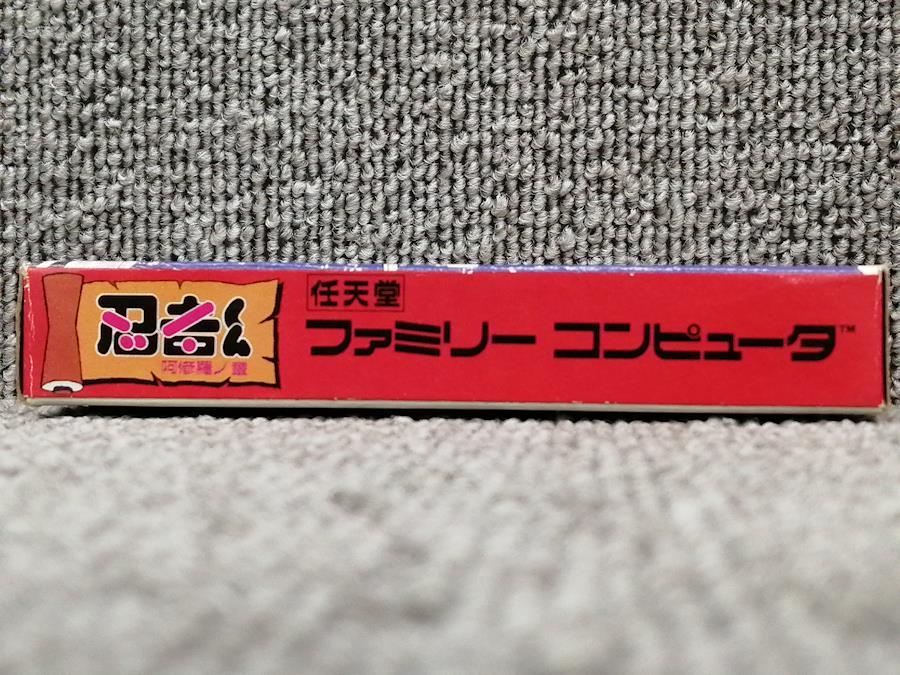 忍者くん
阿修羅ノ章
任天堂
ファミリー コンピュータ™